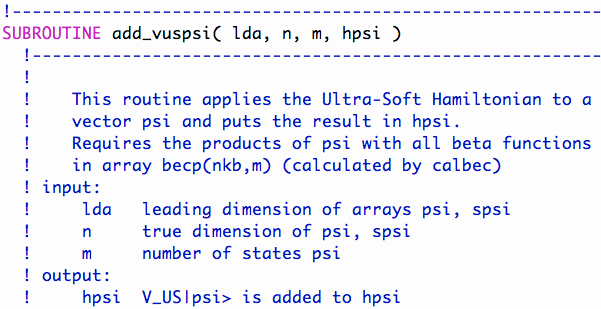 !-----------------------------------------------------------
SUBROUTINE add_vuspsi( lda, n, m, hpsi )
!---------------------------------------------------------
!
! This routine applies the Ultra-Soft Hamiltonian to a
! vector psi and puts the result in hpsi.
! Requires the products of psi with all beta functions
! in array becp(nkb,m) (calculated by calbec)
! input:
! lda leading dimension of arrays psi, spsi
! n true dimension of psi, spsi
! m number of states psi
! output:
! hpsi V_US|psi> is added to hpsi